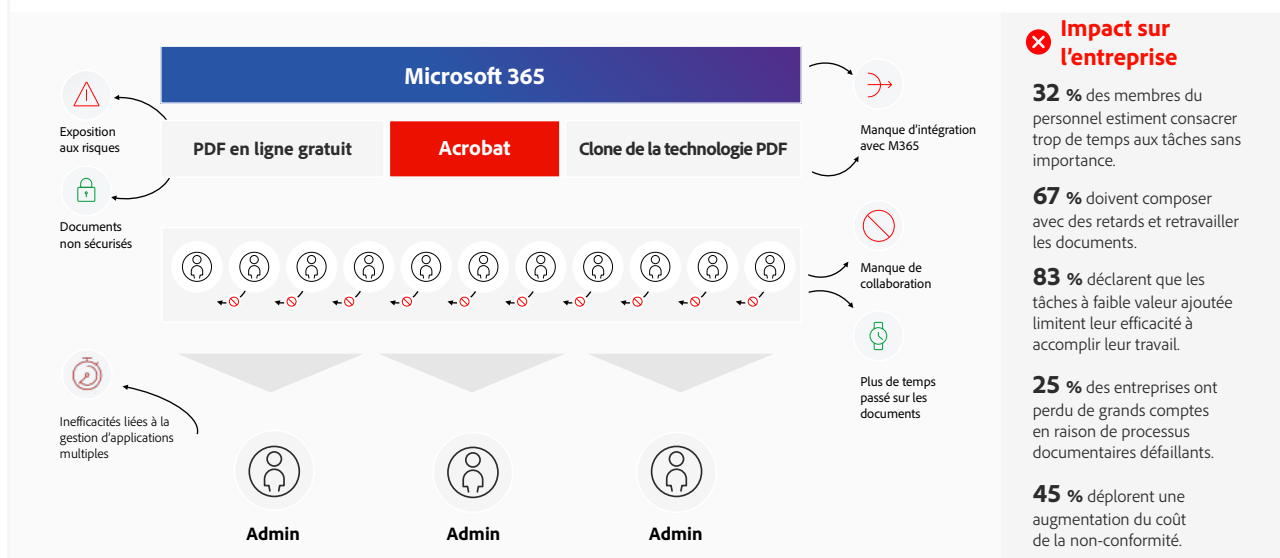 Microsoft 365
PDF en ligne gratuit
Acrobat
Clone de la technologie PDF
Exposition
aux risques
Documents
non sécurisés
Manque d'intégration
avec M365
Manque de
collaboration
Plus de temps
passé sur les
documents
Inefficacités liées à la
gestion d'applications
multiples
Admin
Admin
Admin
Impact sur
l'entreprise
32 % des membres du
personnel estiment consacrer
trop de temps aux tâches sans
importance.
67 % doivent composer
avec des retards et retravailler
les documents.
83 % déclarent que les
tâches à faible valeur ajoutée
limitent leur efficacité à
accomplir leur travail.
25 % des entreprises ont
perdu de grands comptes
en raison de processus
documentaires défaillants.
45 % déplorent une
augmentation du coût
de la non-conformité.